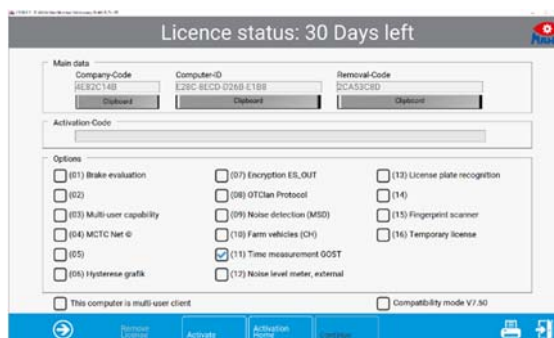 Licence status: 30 Days left
Main data
Company-Code
Computer-ID
Removal-Code
4E82C14B
E28C-8ECD-D26B-E1B8
2CA53C8D
Clipboard
Clipboard
Clipboard
Activation-Code
Options
(01) Brake evaluation
(07) Encryption ES_OUT
(13) License plate recognition
(02)
(08) OTClan Protocol
(14)
(03) Multi-user capability
(09) Noise detection (MSD)
(15) Fingerprint scanner
(04) MCTC Net ©
(10) Farm vehicles (CH)
(16) Temporary license
(05)
(11) Time measurement GOST
(06) Hysterese grafik
(12) Noise level meter, external
This computer is multi-user client
Compatibility mode V7.50
Remove
License
Activate
Activation
Home
Continue